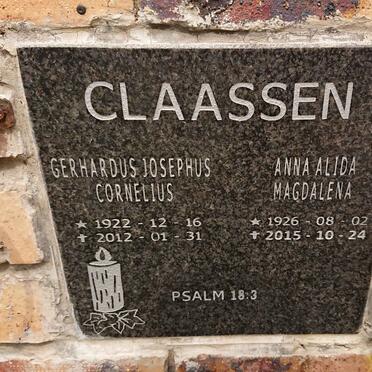 CLAASSEN
GERHARDUS JOSEPHUS
CORNELIUS
★ 1922 - 12 - 16
✝ 2012 - 01 - 31
ANNA ALIDA
MAGDALENA
★ 1926 - 08 - 02
✝ 2015 - 10 - 24
PSALM 18:3